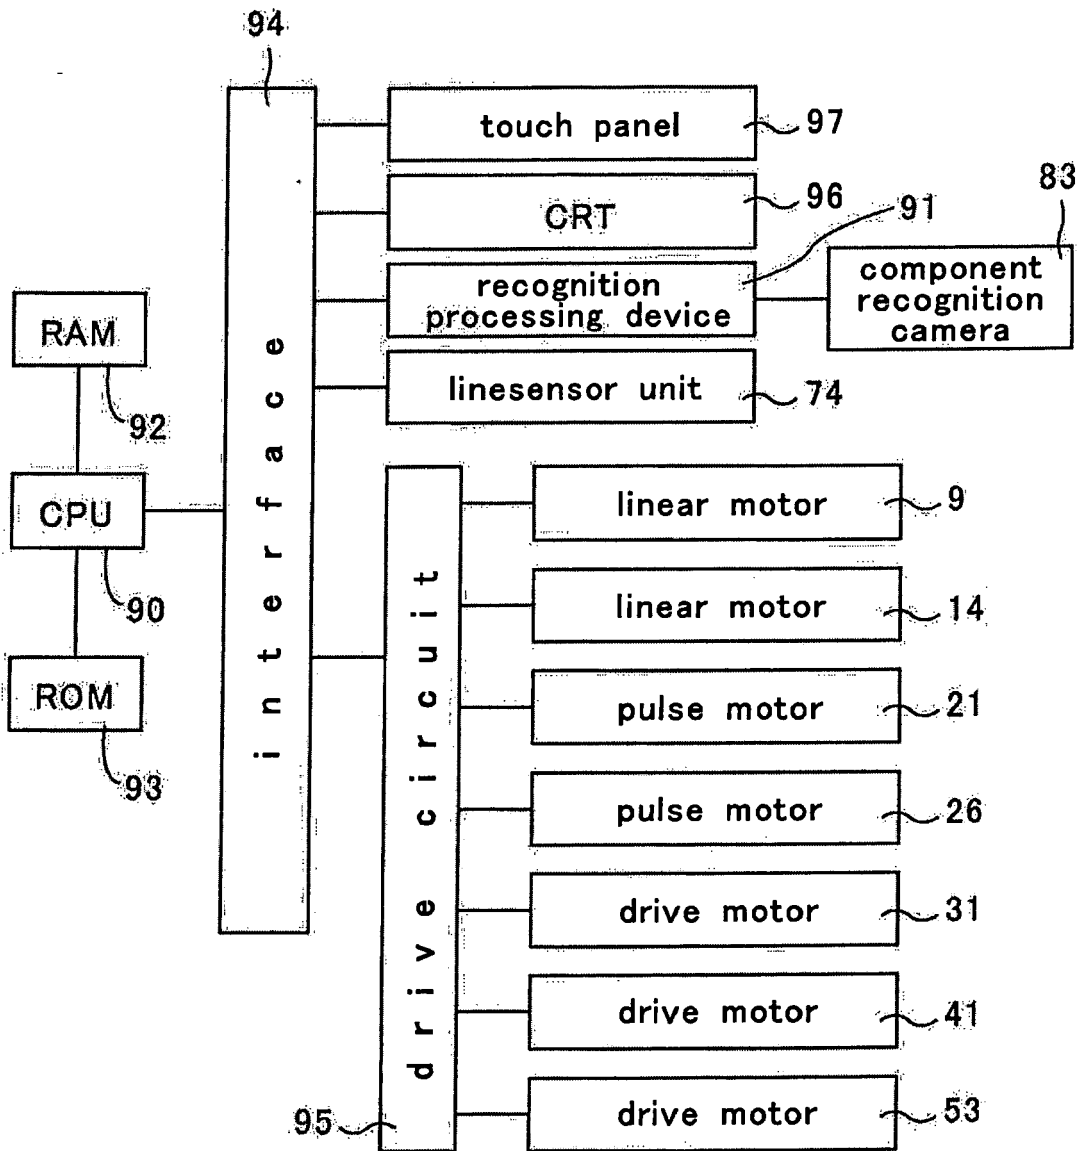 94
touch panel
97
CRT
96
recognition
processing device
91
component
recognition
camera
83
linesensor unit
74
RAM
92
CPU
90
ROM
93
interface
drive circuit
95
linear motor
9
linear motor
14
pulse motor
21
pulse motor
26
drive motor
31
drive motor
41
drive motor
53